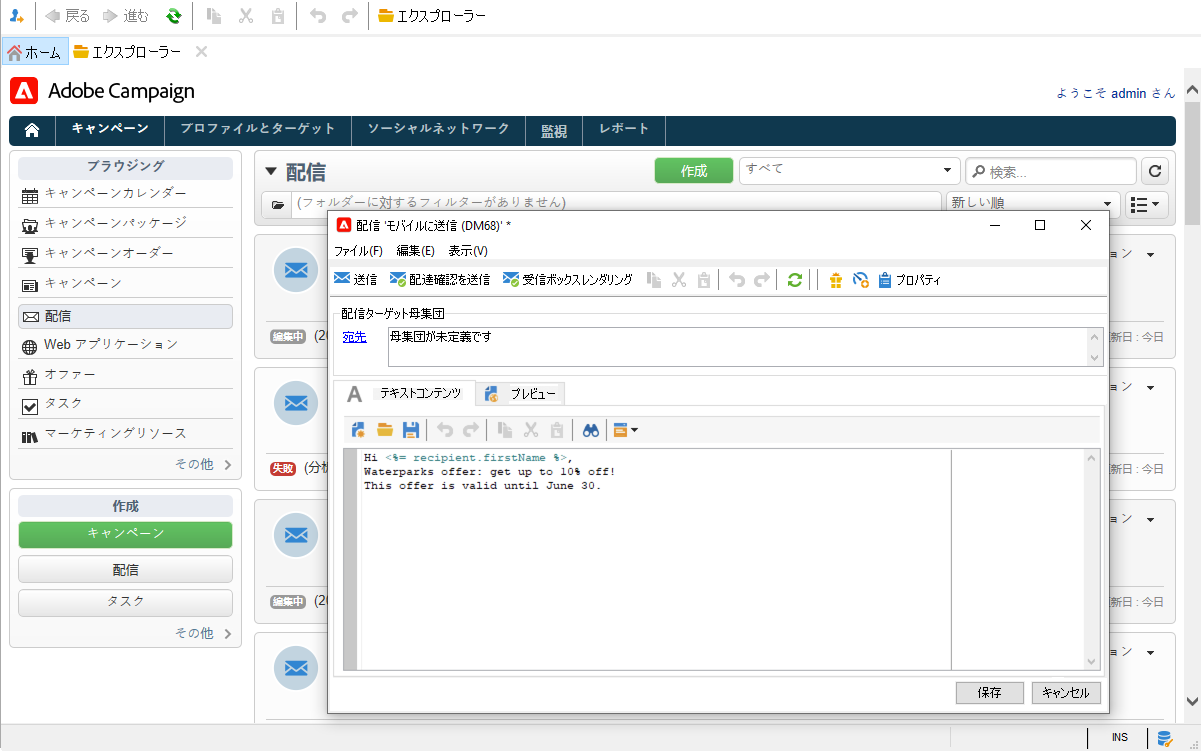 戻る 進む エクスプローラー
ホーム エクスプローラー
Adobe Campaign
ようこそ admin さん
キャンペーン プロファイルとターゲット ソーシャルネットワーク 監視 レポート
ブラウジング
キャンペーンカレンダー
キャンペーンパッケージ
キャンペーンオーダー
キャンペーン
配信
Web アプリケーション
オファー
タスク
マーケティングリソース
その他
作成
キャンペーン
配信
タスク
その他
配信 作成 すべて 検索...
(フォルダーに対するフィルターがありません) 新しい順
編集中 (20
新日 : 今日
失敗 (分析
新日 : 今日
編集中 (20
新日 : 今日
配信 'モバイルに送信 (DM68)' *
ファイル(F) 編集(E) 表示(V)
送信 配達確認を送信 受信ボックスレンダリング プロパティ
配信ターゲット母集団
宛先 母集団が未定義です
テキストコンテンツ プレビュー
Hi <%= recipient.firstName %>,
Waterparks offer: get up to 10% off!
This offer is valid until June 30.
保存 キャンセル
INS